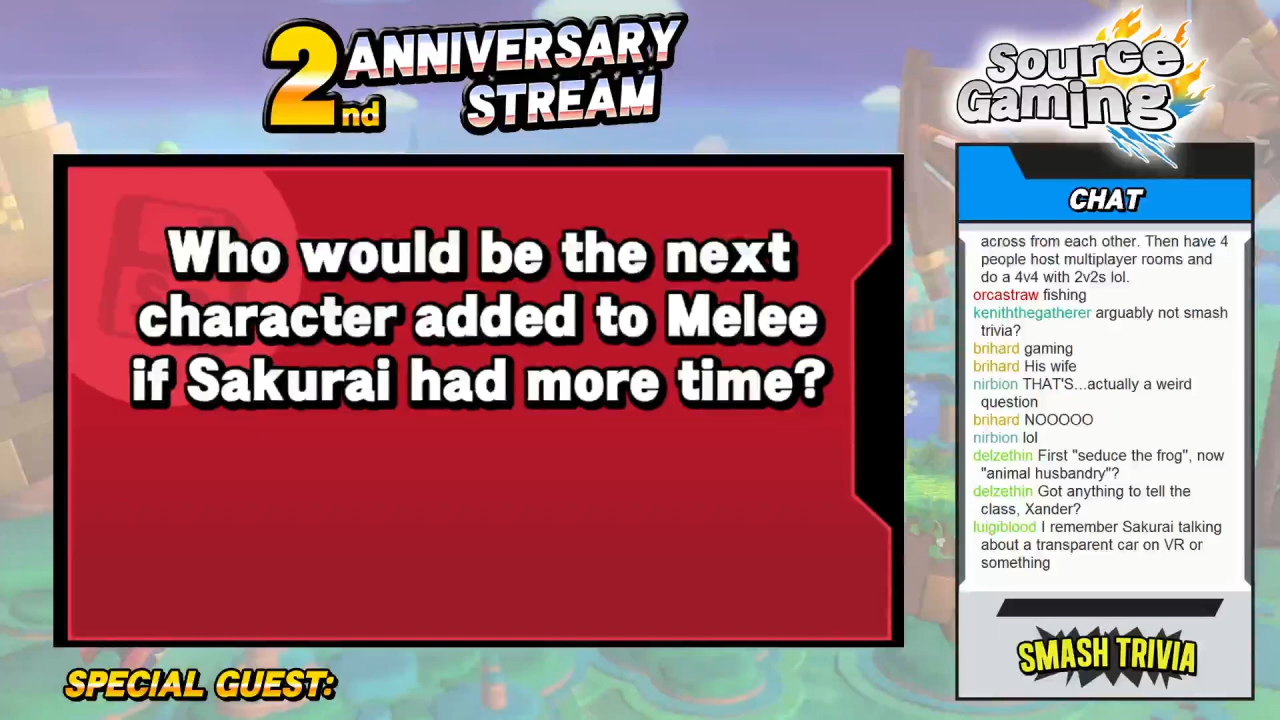 2nd ANNIVERSARY
STREAM
Source
Gaming
Who would be the next
character added to Melee
if Sakurai had more time?
CHAT
across from each other. Then have 4
people host multiplayer rooms and
do a 4v4 with 2v2s lol.
orcastraw fishing
keniththegatherer arguably not smash
trivia?
brihard gaming
brihard His wife
nirbion THAT'S...actually a weird
question
brihard NOOOOO
nirbion lol
delzethin First "seduce the frog", now
"animal husbandry"?
delzethin Got anything to tell the
class, Xander?
luigiblood I remember Sakurai talking
about a transparent car on VR or
something
SMASH TRIVIA
SPECIAL GUEST: